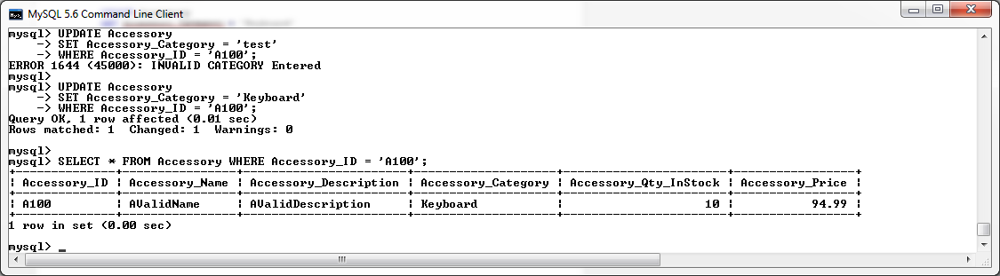 MySQL 5.6 Command Line Client
mysql> UPDATE Accessory
    -> SET Accessory_Category = 'test'
    -> WHERE Accessory_ID = 'A100';
ERROR 1644 (45000): INVALID CATEGORY Entered
mysql>
mysql> UPDATE Accessory
    -> SET Accessory_Category = 'Keyboard'
    -> WHERE Accessory_ID = 'A100';
Query OK, 1 row affected (0.01 sec)
Rows matched: 1  Changed: 1  Warnings: 0
mysql>
mysql> SELECT * FROM Accessory WHERE Accessory_ID = 'A100';
+--------------+----------------+-----------------------+--------------------+-----------------------+-----------------+
| Accessory_ID | Accessory_Name | Accessory_Description | Accessory_Category | Accessory_Qty_InStock | Accessory_Price |
+--------------+----------------+-----------------------+--------------------+-----------------------+-----------------+
| A100         | AValidName     | AValidDescription     | Keyboard           |                    10 |           94.99 |
+--------------+----------------+-----------------------+--------------------+-----------------------+-----------------+
1 row in set (0.00 sec)
mysql> _